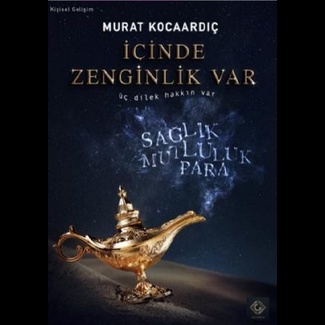 Kişisel Gelişim
MURAT KOCAARDIÇ
İÇİNDE
ZENGİNLİK VAR
üç dilek hakkın var
SAĞLIK
MUTLULUK
PARA